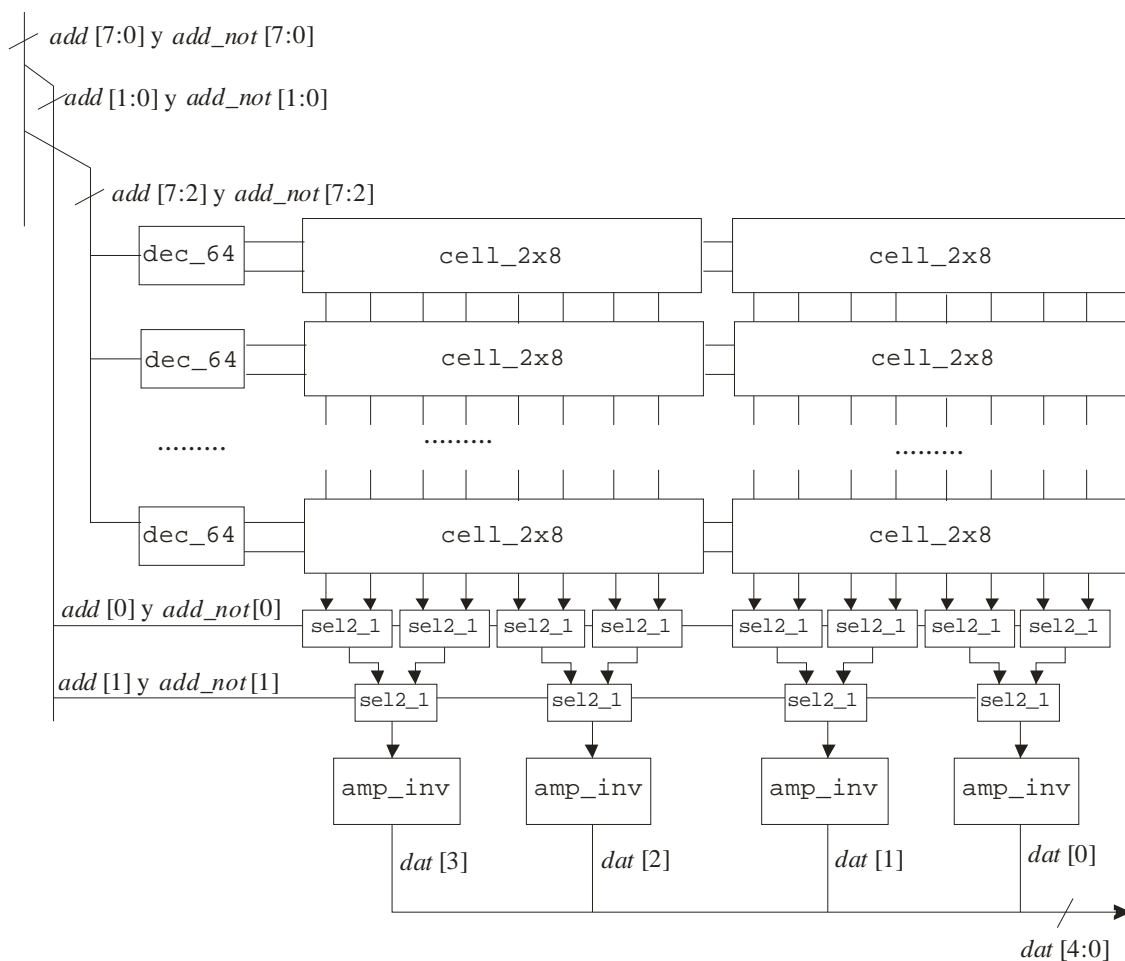 add [7:0] y add_not [7:0]
add [1:0] y add_not [1:0]
add [7:2] y add_not [7:2]
dec_64 cell_2x8 cell_2x8
dec_64 cell_2x8 cell_2x8
......... ......... .........
dec_64 cell_2x8 cell_2x8
add [0] y add_not[0]
sel2_1 sel2_1 sel2_1 sel2_1 sel2_1 sel2_1 sel2_1 sel2_1
add [1] y add_not [1]
sel2_1 sel2_1 sel2_1 sel2_1
amp_inv amp_inv amp_inv amp_inv
dat [3] dat [2] dat [1] dat [0]
dat [4:0]